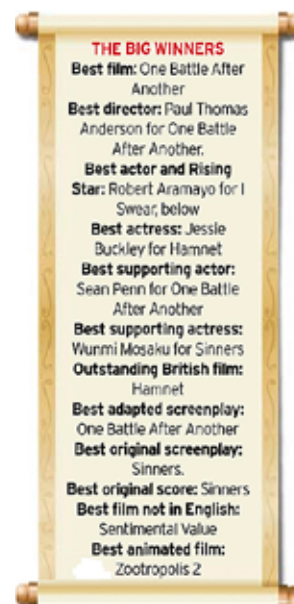 THE BIG WINNERS
Best film: One Battle After
Another
Best director: Paul Thomas
Anderson for One Battle
After Another.
Best actor and Rising
Star: Robert Aramayo for I
Swear, below
Best actress: Jessie
Buckley for Hamnet
Best supporting actor:
Sean Penn for One Battle
After Another
Best supporting actress:
Wunmi Mosaku for Sinners
Outstanding British film:
Hamnet
Best adapted screenplay:
One Battle After Another
Best original screenplay:
Sinners.
Best original score: Sinners
Best film not in English:
Sentimental Value
Best animated film:
Zootropolis 2